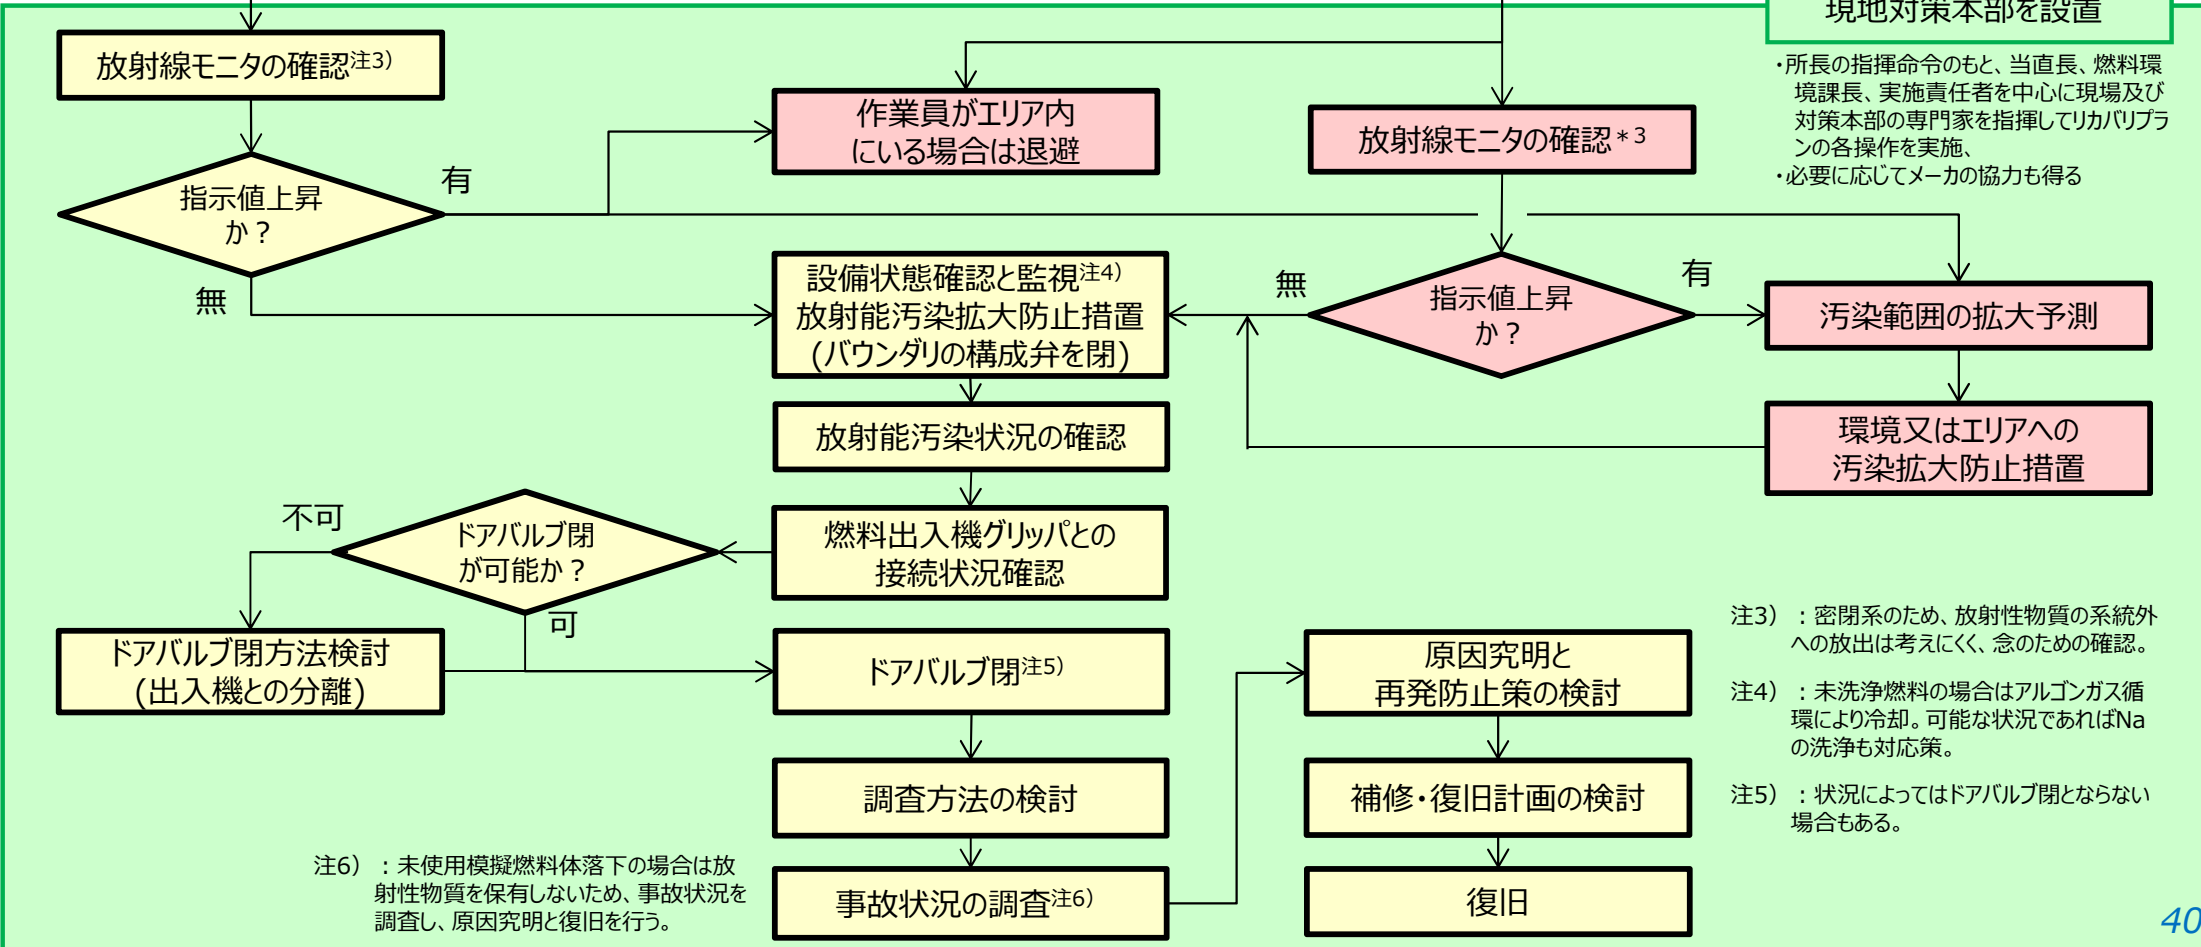 現地対策本部を設置
・所長の指揮命令のもと、当直長、燃料環
境課長、実施責任者を中心に現場及び
対策本部の専門家を指揮してリカバリプラ
ンの各操作を実施、
・必要に応じてメーカの協力も得る
放射線モニタの確認注3)
作業員がエリア内
にいる場合は退避
放射線モニタの確認*3
指示値上昇
か？
有
無
設備状態確認と監視注4)
放射能汚染拡大防止措置
(バウンダリの構成弁を閉)
無
指示値上昇
か？
有
汚染範囲の拡大予測
放射能汚染状況の確認
環境又はエリアへの
汚染拡大防止措置
不可
ドアバルブ閉
が可能か？
可
燃料出入機グリッパとの
接続状況確認
ドアバルブ閉方法検討
(出入機との分離)
ドアバルブ閉注5)
原因究明と
再発防止策の検討
調査方法の検討
補修・復旧計画の検討
事故状況の調査注6)
復旧
注3) ：密閉系のため、放射性物質の系統外
への放出は考えにくく、念のための確認。
注4) ：未洗浄燃料の場合はアルゴンガス循
環により冷却。可能な状況であればNa
の洗浄も対応策。
注5) ：状況によってはドアバルブ閉とならない
場合もある。
注6) ：未使用模擬燃料体落下の場合は放
射性物質を保有しないため、事故状況を
調査し、原因究明と復旧を行う。
40